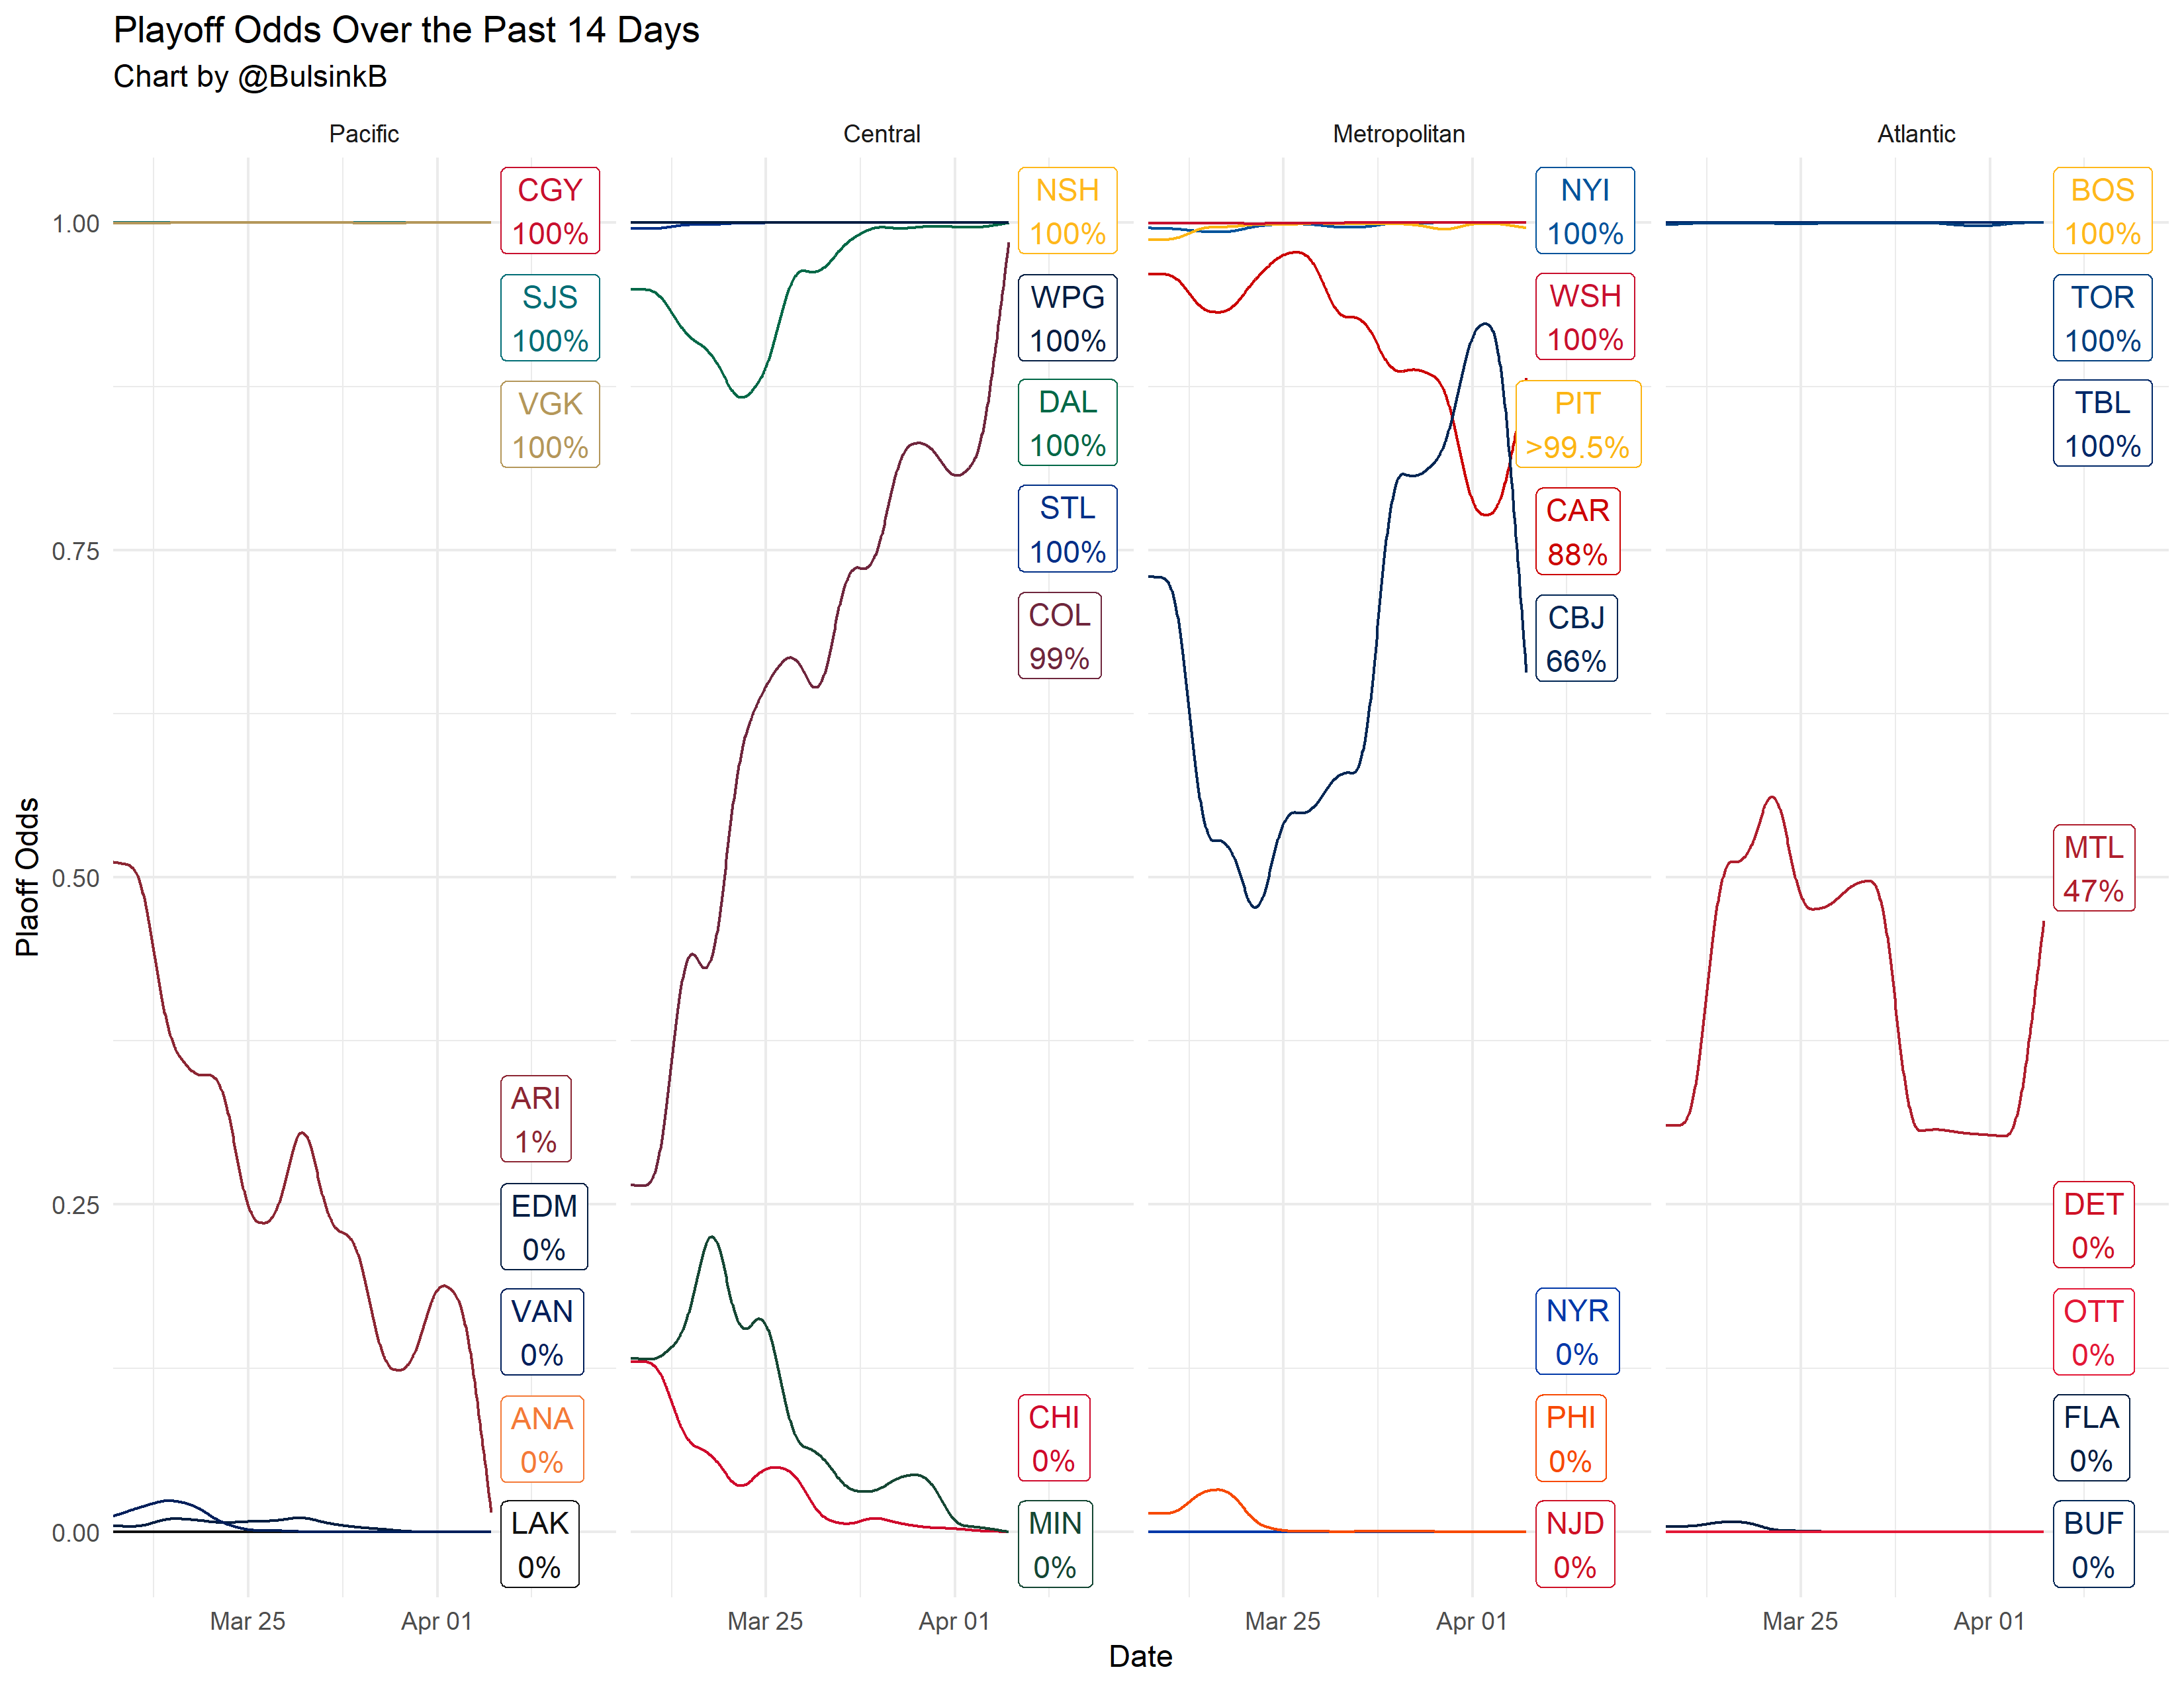 Playoff Odds Over the Past 14 Days
Chart by @BulsinkB
Pacific
Central
Metropolitan
Atlantic
Plaoff Odds
1.00
0.75
0.50
0.25
0.00
CGY
100%
SJS
100%
VGK
100%
ARI
1%
EDM
0%
VAN
0%
ANA
0%
LAK
0%
NSH
100%
WPG
100%
DAL
100%
STL
100%
COL
99%
CHI
0%
MIN
0%
NYI
100%
WSH
100%
PIT
>99.5%
CAR
88%
CBJ
66%
NYR
0%
PHI
0%
NJD
0%
BOS
100%
TOR
100%
TBL
100%
MTL
47%
DET
0%
OTT
0%
FLA
0%
BUF
0%
Mar 25
Apr 01
Mar 25
Apr 01
Mar 25
Apr 01
Mar 25
Apr 01
Date